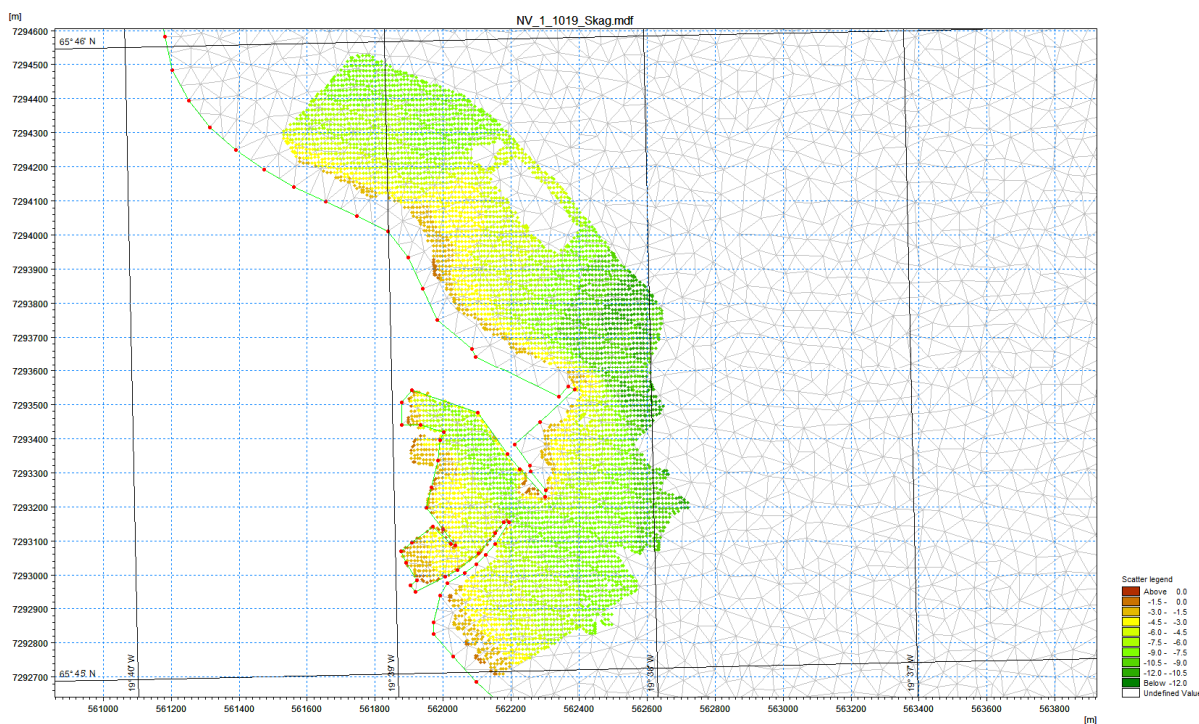 [m]
NV_1_1019_Skag.mdf
7294600
65°46' N
7294500
7294400
7294300
7294200
7294100
7294000
7293900
7293800
7293700
7293600
7293500
7293400
7293300
7293200
7293100
7293000
7292900
7292800
65°45' N
7292700
19°40' W
19°39' W
19°38' W
19°37' W
561000 561200 561400 561600 561800 562000 562200 562400 562600 562800 563000 563200 563400 563600 563800
[m]
Scatter legend
Above 0.0
-1.5 - 0.0
-3.0 - -1.5
-4.5 - -3.0
-6.0 - -4.5
-7.5 - -6.0
-9.0 - -7.5
-10.5 - -9.0
-12.0 - -10.5
Below -12.0
Undefined Value